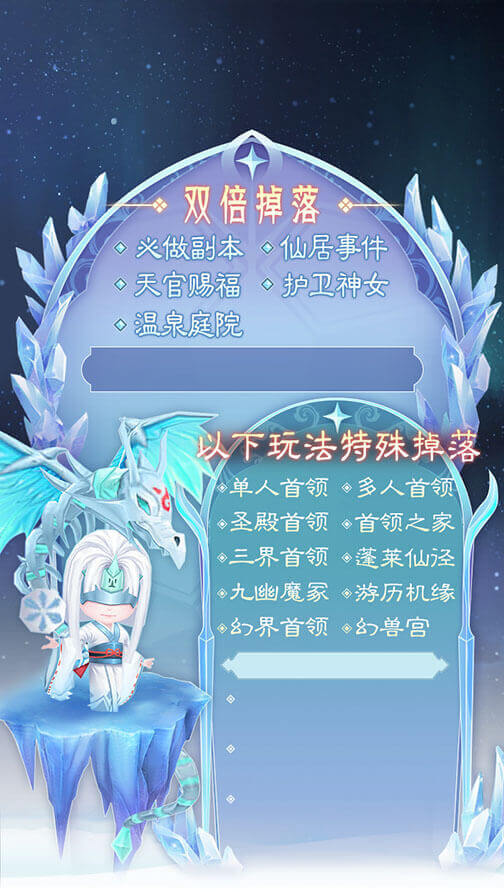 双倍掉落
必做副本 仙居事件
天官赐福 护卫神女
温泉庭院
以下玩法特殊掉落
单人首领 多人首领
圣殿首领 首领之家
三界首领 蓬莱仙径
九幽魔冢 游历机缘
幻界首领 幻兽宫